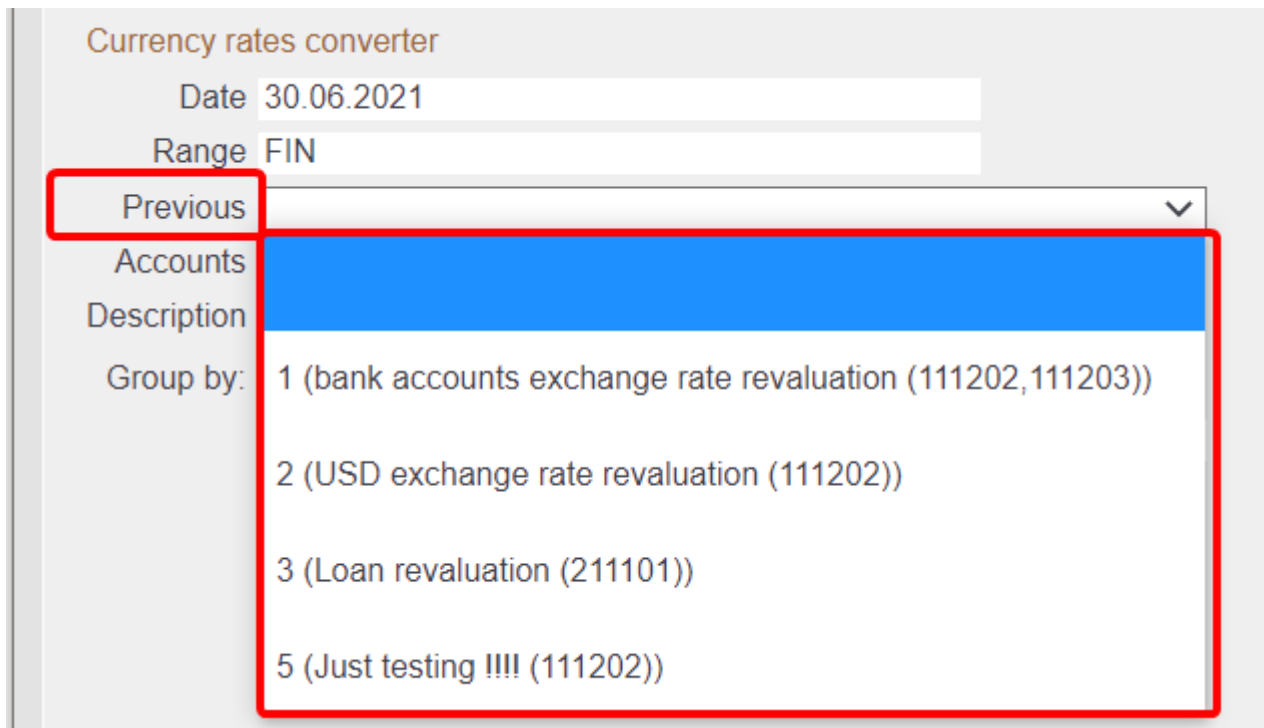 Currency rates converter
Date 30.06.2021
Range FIN
Previous
Accounts
Description
Group by: 1 (bank accounts exchange rate revaluation (111202,111203))
2 (USD exchange rate revaluation (111202))
3 (Loan revaluation (211101))
5 (Just testing !!!! (111202))